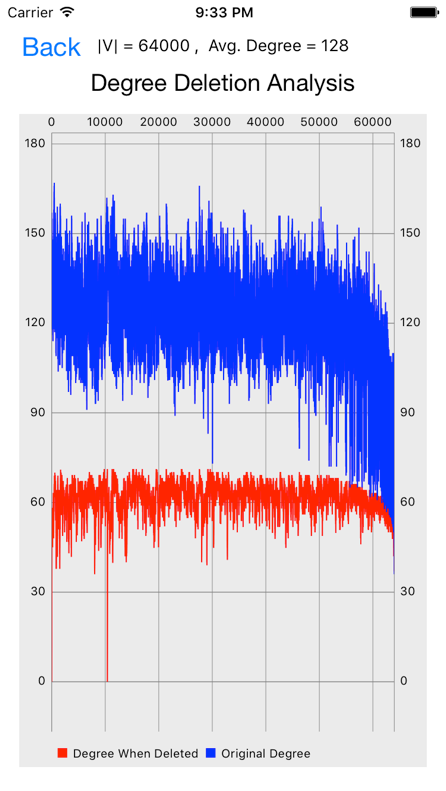 Carrier 9:33 PM
Back |V| = 64000 , Avg. Degree = 128
Degree Deletion Analysis
0 10000 20000 30000 40000 50000 60000
180 180
150 150
120 120
90 90
60 60
30 30
0 0
Degree When Deleted Original Degree